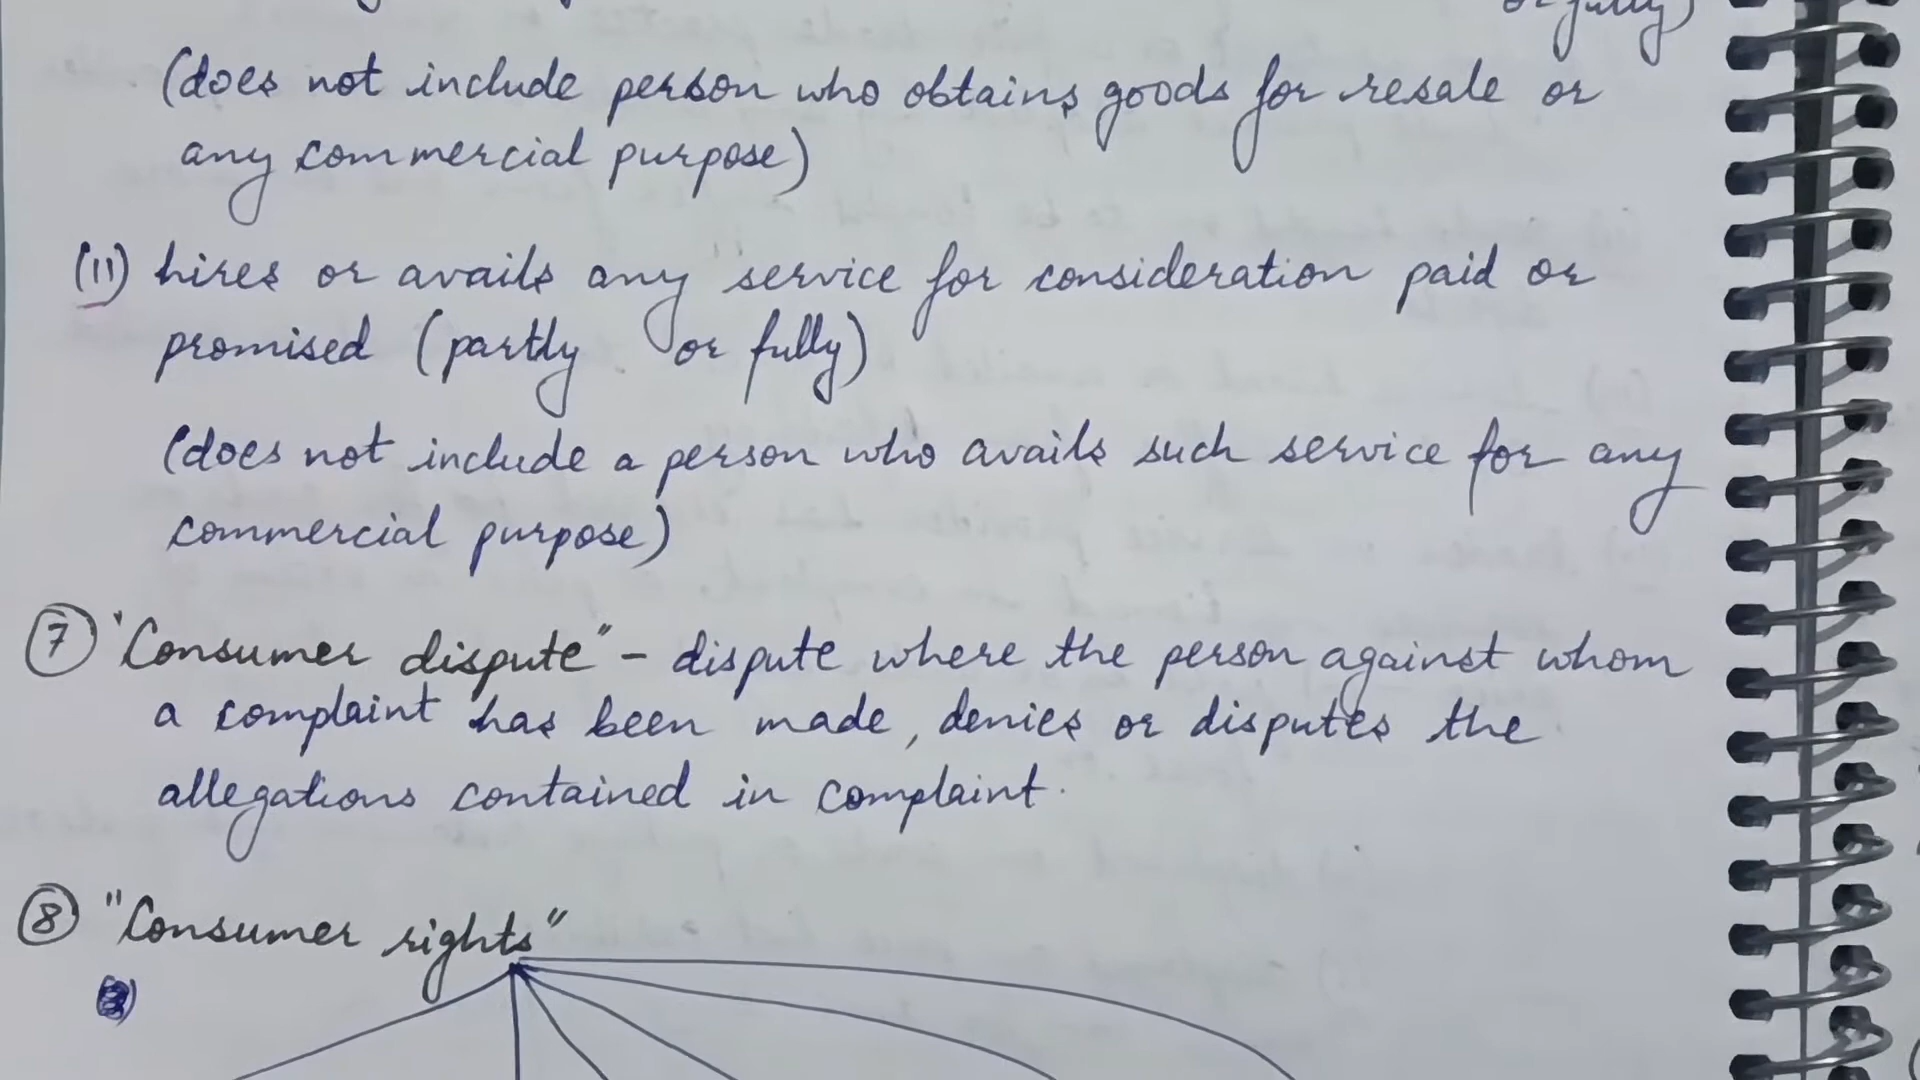 or fully)
(does not include person who obtains goods for resale or
any commercial purpose)
(11) hires or avails any service for consideration paid or
promised (partly or fully)
(does not include a person who avails such service for any
commercial purpose)
7 "Consumer dispute" - dispute where the person against whom
a complaint has been made, denies or disputes the
allegations contained in complaint.
8 "Consumer rights"